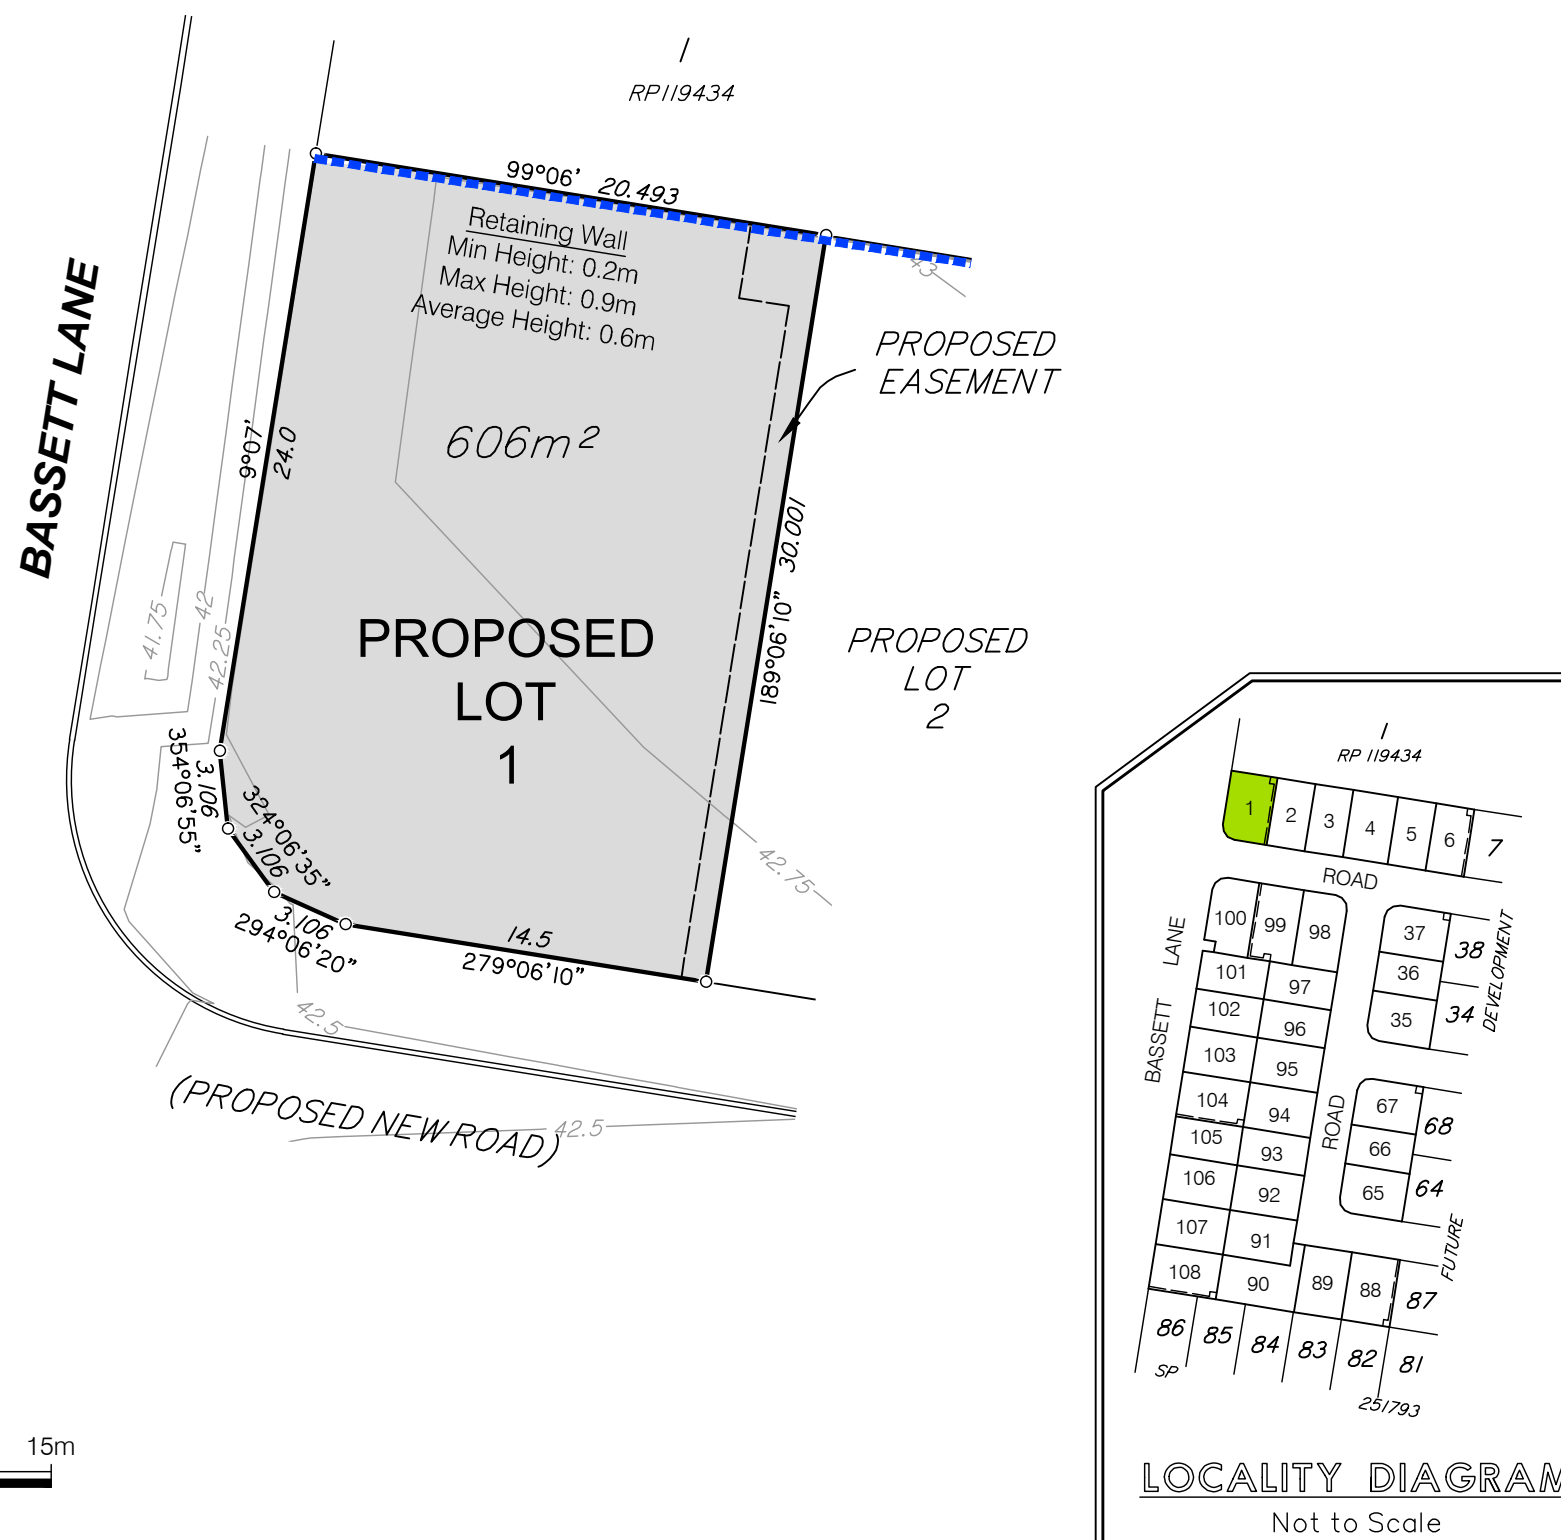 RP119434
99°06' 20.493
Retaining Wall
Min Height: 0.2m
Max Height: 0.9m
Average Height: 0.6m
43
PROPOSED
EASEMENT
BASSETT LANE
9°07'
24.0
606m²
189°06'10" 30.001
41.75
42
42.25
PROPOSED
LOT
1
PROPOSED
LOT
2
354°06'55"
3.106
324°06'35"
3.106
3.106
294°06'20"
14.5
279°06'10"
42.75
42.5
(PROPOSED NEW ROAD)
42.5
15m
1
RP 119434
1
2
3
4
5
6
7
ROAD
100
99
98
37
38
36
35
34
DEVELOPMENT
FUTURE
BASSETT LANE
101
97
102
96
103
95
104
94
105
93
106
92
107
91
108
90
89
88
87
ROAD
67
68
66
65
64
86
85
84
83
82
81
SP
251793
LOCALITY DIAGRAM
Not to Scale